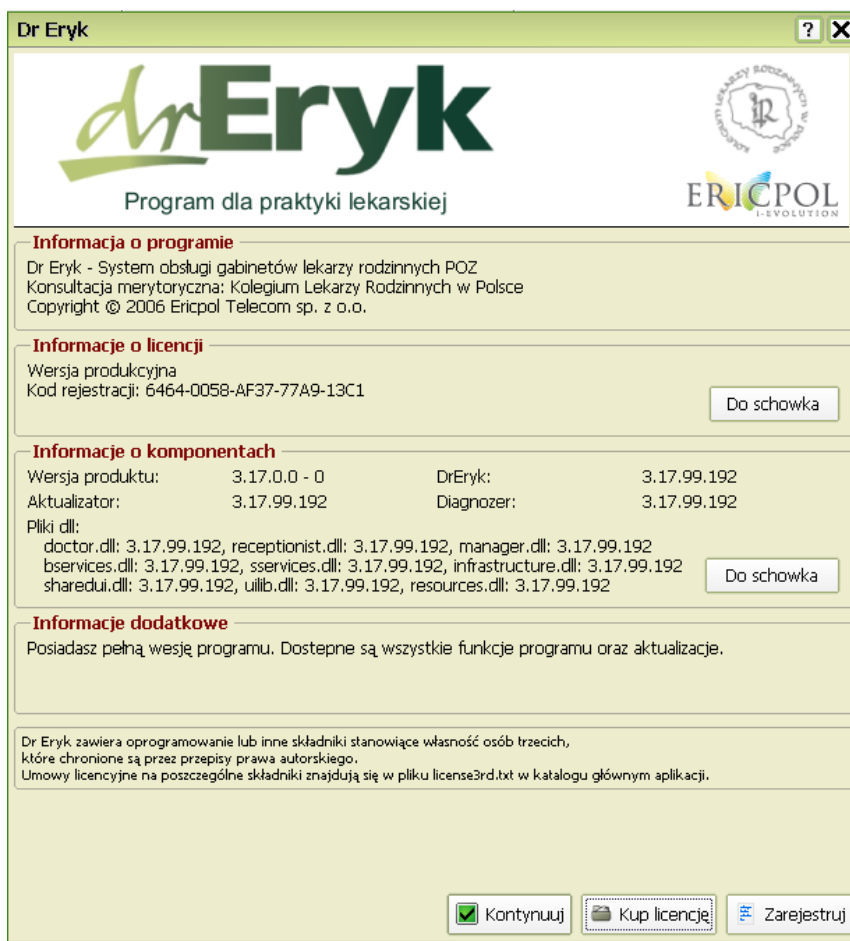 Dr Eryk
?
X
drEryk
Program dla praktyki lekarskiej
KOLEGIUM LEKARZY RODZINNYCH W POLSCE
ERICPOL
I-EVOLUTION
Informacja o programie
Dr Eryk - System obsługi gabinetów lekarzy rodzinnych POZ
Konsultacja merytoryczna: Kolegium Lekarzy Rodzinnych w Polsce
Copyright © 2006 Ericpol Telecom sp. z o.o.
Informacje o licencji
Wersja produkcyjna
Kod rejestracji: 6464-0058-AF37-77A9-13C1
Do schowka
Informacje o komponentach
Wersja produktu: 3.17.0.0 - 0 DrEryk: 3.17.99.192
Aktualizator: 3.17.99.192 Diagnozer: 3.17.99.192
Pliki dll:
doctor.dll: 3.17.99.192, receptionist.dll: 3.17.99.192, manager.dll: 3.17.99.192
bservices.dll: 3.17.99.192, sservices.dll: 3.17.99.192, infrastructure.dll: 3.17.99.192
sharedui.dll: 3.17.99.192, uilib.dll: 3.17.99.192, resources.dll: 3.17.99.192
Do schowka
Informacje dodatkowe
Posiadasz pełną wesję programu. Dostepne są wszystkie funkcje programu oraz aktualizacje.
Dr Eryk zawiera oprogramowanie lub inne składniki stanowiące własność osób trzecich,
które chronione są przez przepisy prawa autorskiego.
Umowy licencyjne na poszczególne składniki znajdują się w pliku license3rd.txt w katalogu głównym aplikacji.
Kontynuuj
Kup licencję
Zarejestruj